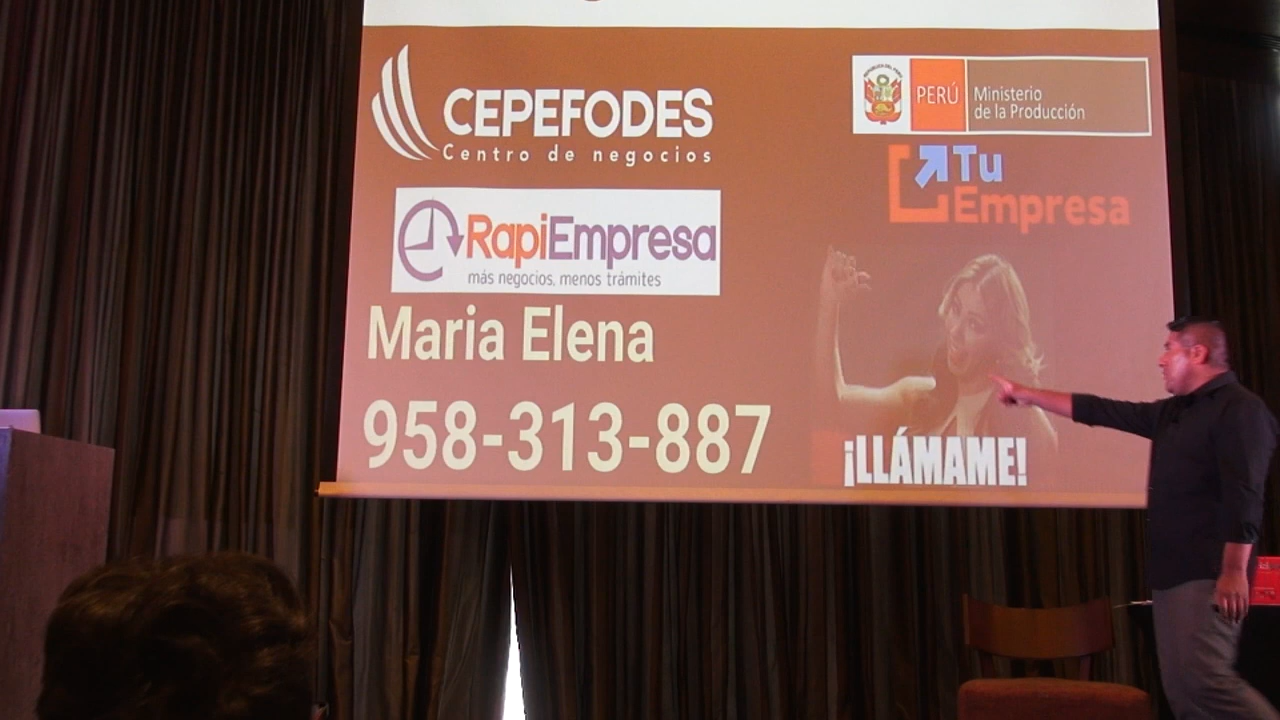 CEPEFODES
Centro de negocios
PERÚ
Ministerio
de la Producción
Tu
Empresa
RapiEmpresa
más negocios, menos trámites
Maria Elena
958-313-887
¡LLÁMAME!